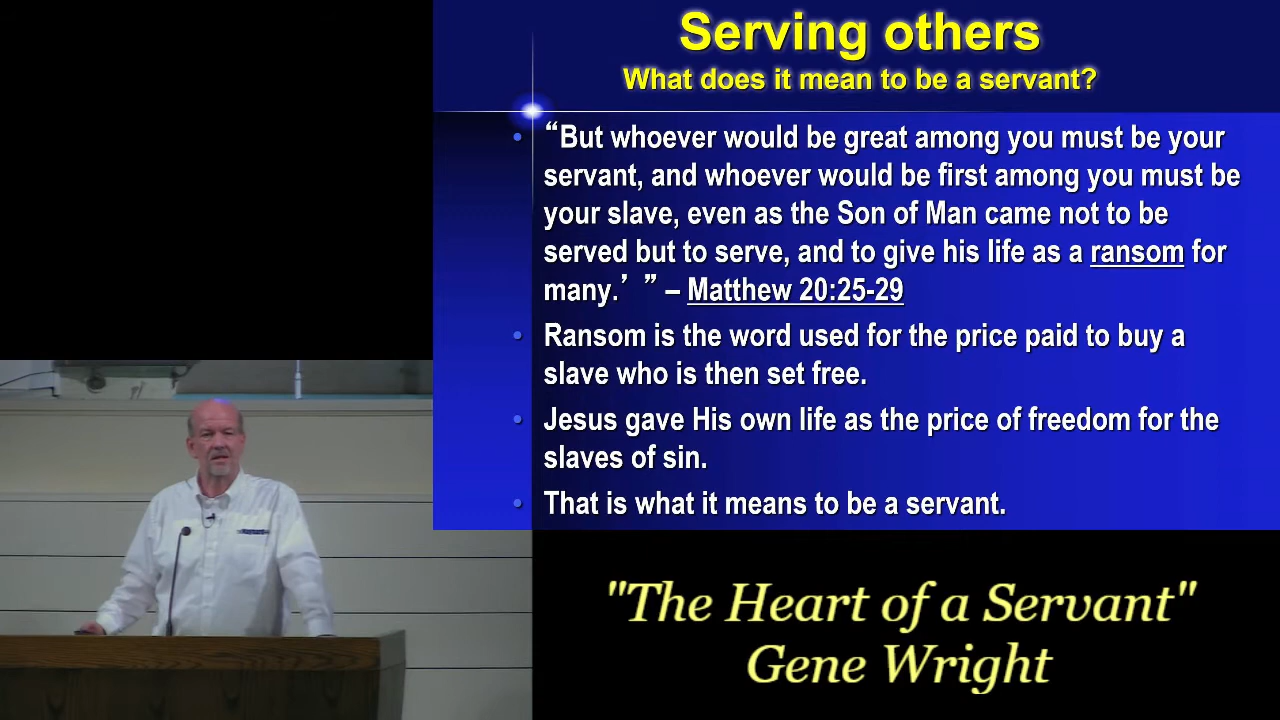 Serving others
What does it mean to be a servant?
• “But whoever would be great among you must be your
servant, and whoever would be first among you must be
your slave, even as the Son of Man came not to be
served but to serve, and to give his life as a ransom for
many.’ ” – Matthew 20:25-29
• Ransom is the word used for the price paid to buy a
slave who is then set free.
• Jesus gave His own life as the price of freedom for the
slaves of sin.
• That is what it means to be a servant.
"The Heart of a Servant"
Gene Wright